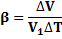 β = ΔV / V₁ΔT